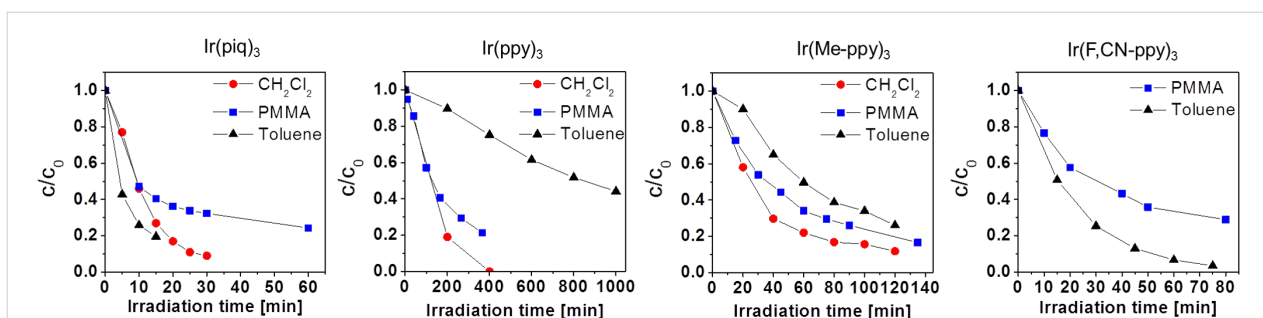 Ir(piq)3
CH2Cl2
PMMA
Toluene
c/c0
1.0
0.8
0.6
0.4
0.2
0.0
0 10 20 30 40 50 60
Irradiation time [min]
Ir(ppy)3
CH2Cl2
PMMA
Toluene
c/c0
1.0
0.8
0.6
0.4
0.2
0.0
0 200 400 600 800 1000
Irradiation time [min]
Ir(Me-ppy)3
CH2Cl2
PMMA
Toluene
c/c0
1.0
0.8
0.6
0.4
0.2
0.0
0 20 40 60 80 100 120 140
Irradiation time [min]
Ir(F,CN-ppy)3
PMMA
Toluene
c/c0
1.0
0.8
0.6
0.4
0.2
0.0
0 10 20 30 40 50 60 70 80
Irradiation time [min]